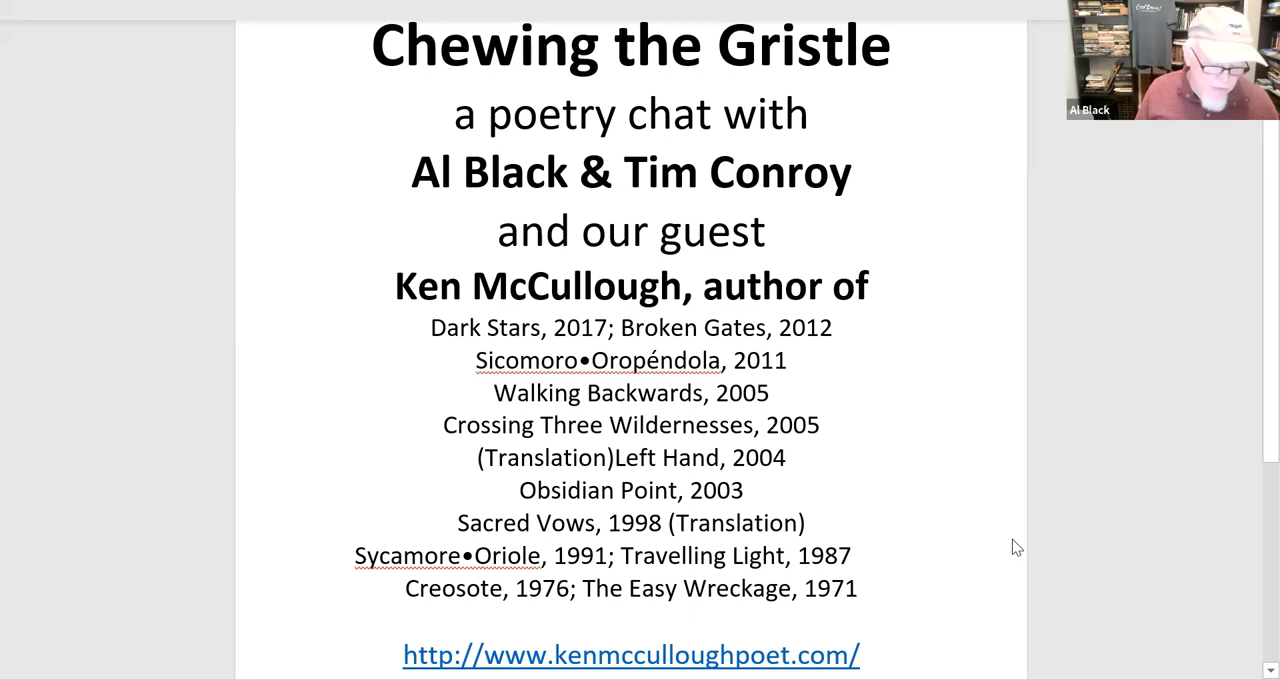 Chewing the Gristle
a poetry chat with
Al Black & Tim Conroy
and our guest
Ken McCullough, author of
Dark Stars, 2017; Broken Gates, 2012
Sicomoro•Oropéndola, 2011
Walking Backwards, 2005
Crossing Three Wildernesses, 2005
(Translation)Left Hand, 2004
Obsidian Point, 2003
Sacred Vows, 1998 (Translation)
Sycamore•Oriole, 1991; Travelling Light, 1987
Creosote, 1976; The Easy Wreckage, 1971
http://www.kenmcculloughpoet.com/
Al Black